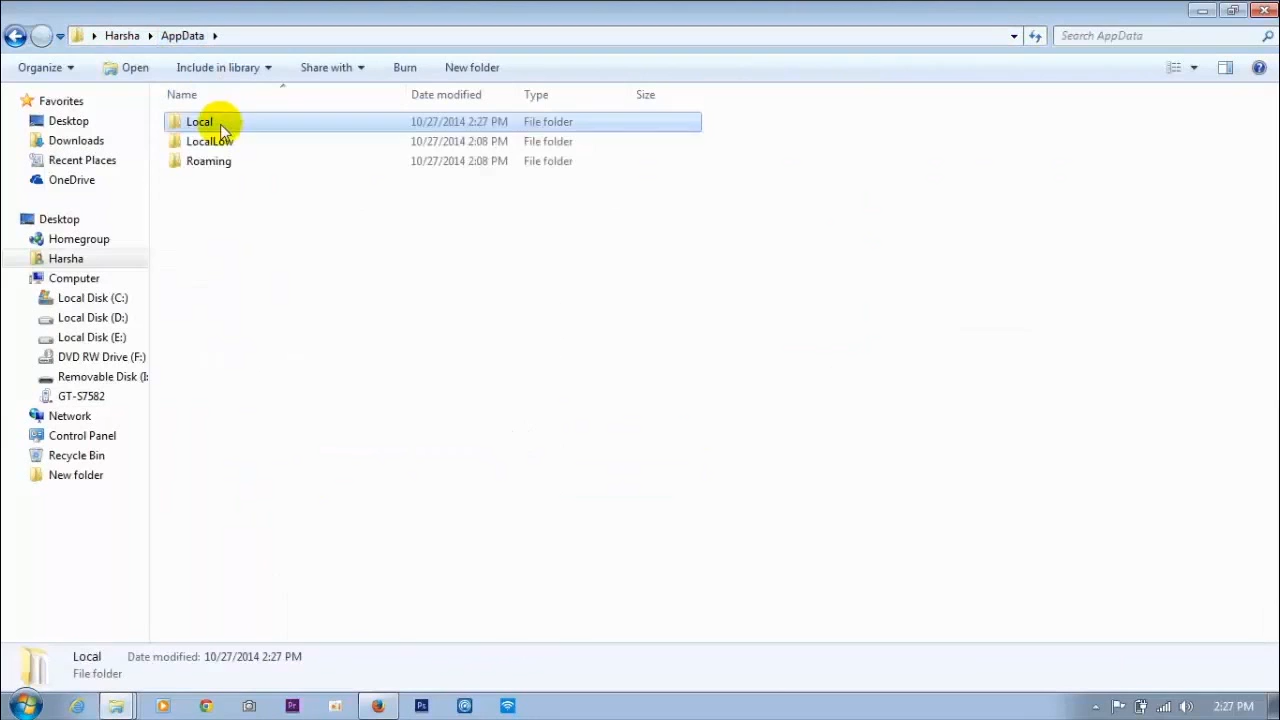 Harsha AppData
Search AppData
Organize Open Include in library Share with Burn New folder
Name Date modified Type Size
Local 10/27/2014 2:27 PM File folder
LocalLow 10/27/2014 2:08 PM File folder
Roaming 10/27/2014 2:08 PM File folder
Favorites
Desktop
Downloads
Recent Places
OneDrive
Desktop
Homegroup
Harsha
Computer
Local Disk (C:)
Local Disk (D:)
Local Disk (E:)
DVD RW Drive (F:)
Removable Disk (I:
GT-S7582
Network
Control Panel
Recycle Bin
New folder
Local Date modified: 10/27/2014 2:27 PM
File folder
Pr Ps
2:27 PM